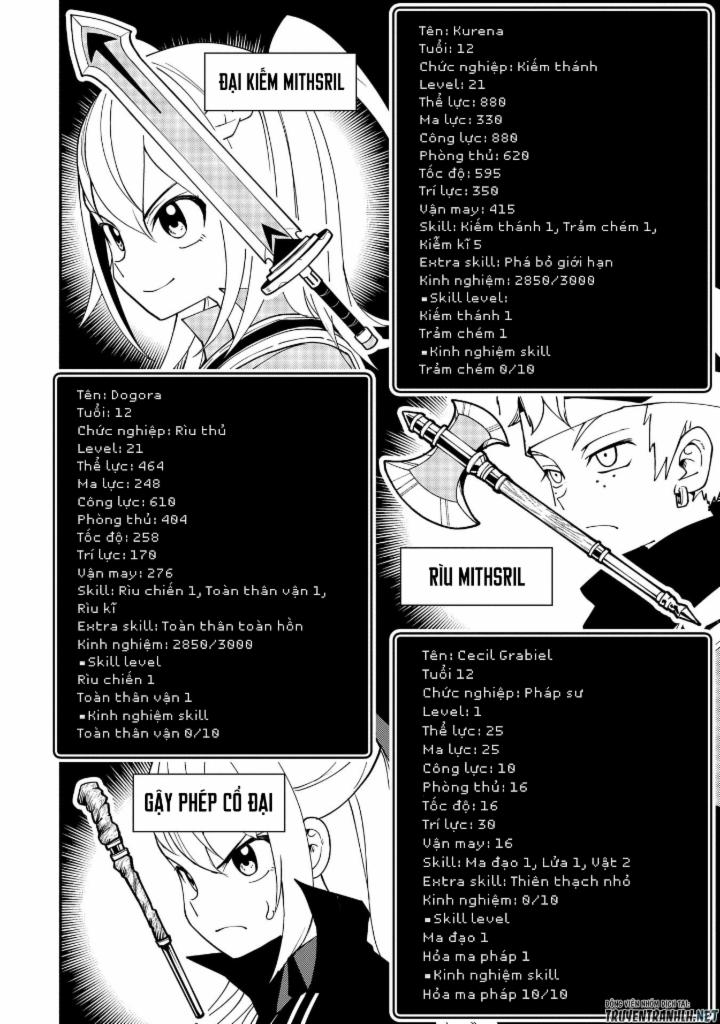 ĐẠI KIẾM MITHSRIL
Tên: Kurena
Tuổi: 12
Chức nghiệp: Kiếm thánh
Level: 21
Thể lực: 880
Ma lực: 330
Công lực: 880
Phòng thủ: 620
Tốc độ: 595
Trí lực: 350
Vận may: 415
Skill: Kiếm thánh 1, Trảm chém 1,
Kiếm kĩ 5
Extra skill: Phá bỏ giới hạn
Kinh nghiệm: 2850/3000
▪Skill level:
Kiếm thánh 1
Trảm chém 1
▪Kinh nghiệm skill
Trảm chém 0/10
Tên: Dogora
Tuổi: 12
Chức nghiệp: Rìu thủ
Level: 21
Thể lực: 464
Ma lực: 248
Công lực: 610
Phòng thủ: 404
Tốc độ: 258
Trí lực: 170
Vận may: 276
Skill: Rìu chiến 1, Toàn thân vận 1,
Rìu kĩ
Extra skill: Toàn thân toàn hồn
Kinh nghiệm: 2850/3000
▪Skill level
Rìu chiến 1
Toàn thân vận 1
▪Kinh nghiệm skill
Toàn thân vận 0/10
RÌU MITHSRIL
GẬY PHÉP CỔ ĐẠI
Tên: Cecil Grabiel
Tuổi 12
Chức nghiệp: Pháp sư
Level: 1
Thể lực: 25
Ma lực: 25
Công lực: 10
Phòng thủ: 16
Tốc độ: 16
Trí lực: 30
Vận may: 16
Skill: Ma đạo 1, Lửa 1, Vật 2
Extra skill: Thiên thạch nhỏ
Kinh nghiệm: 0/10
▪Skill level
Ma đạo 1
Hỏa ma pháp 1
▪Kinh nghiệm skill
Hỏa ma pháp 10/10
ĐỘNG VIÊN NHÓM DỊCH TẠI:
TRUYENTRANHLH.NET